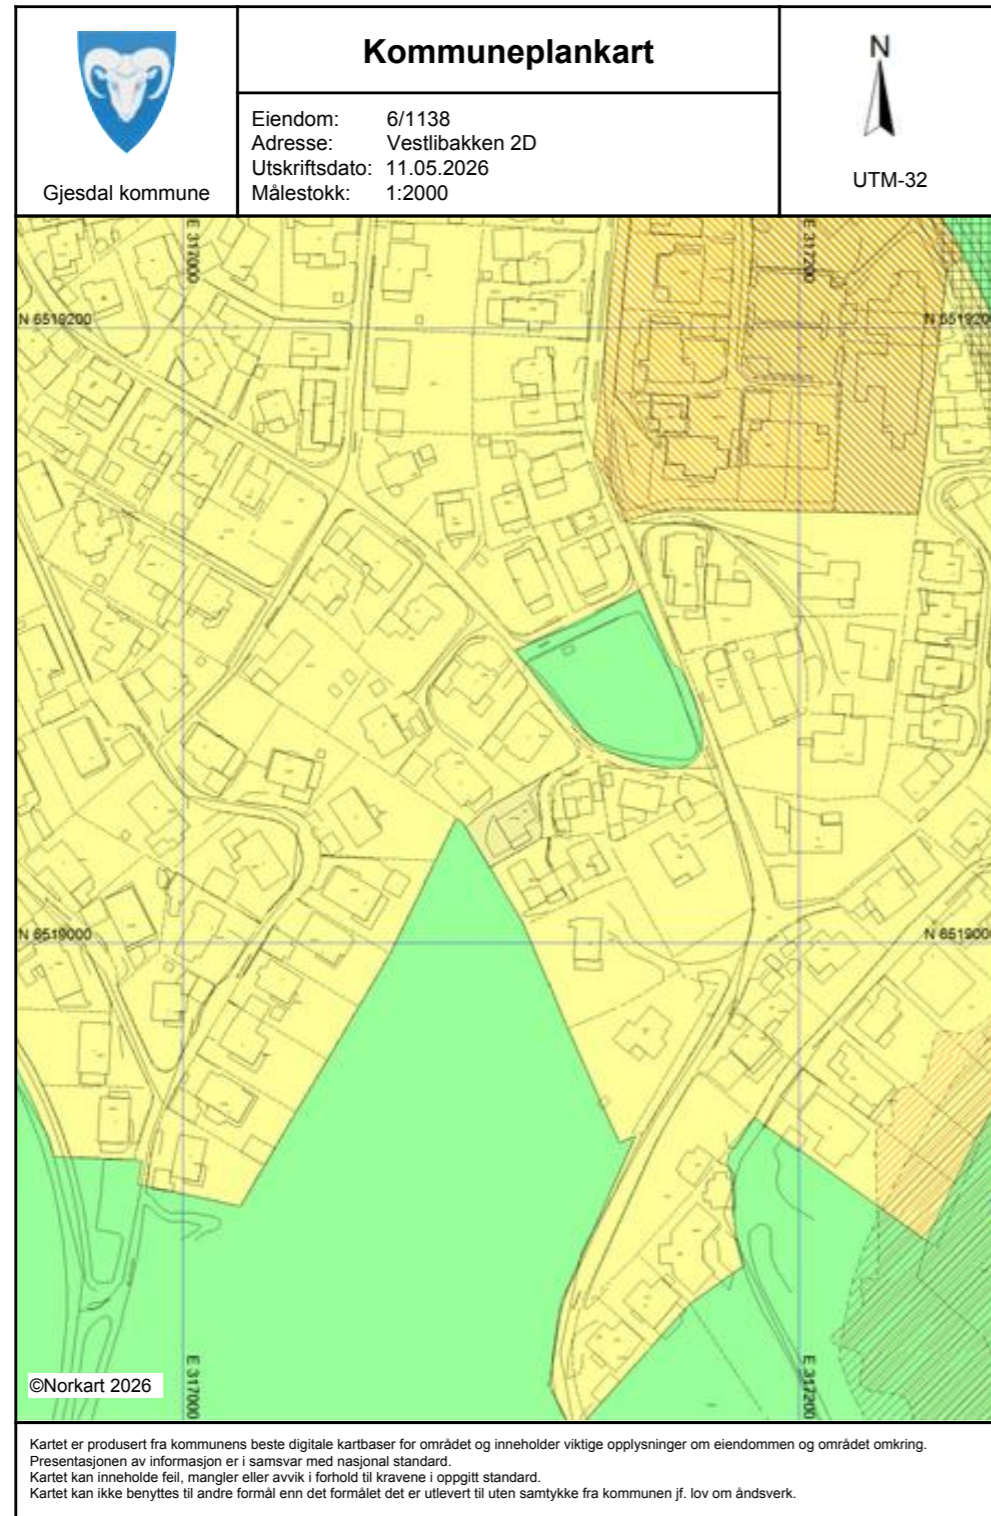 Kommuneplankart
Eiendom: 6/1138
Adresse: Vestlibakken 2D
Utskriftsdato: 11.05.2026
Målestokk: 1:2000
Gjesdal kommune
N
UTM-32
E 317000
E 317200
N 6519200
N 6519200
N 6519000
N 6519000
E 317000
E 317200
©Norkart 2026
Kartet er produsert fra kommunens beste digitale kartbaser for området og inneholder viktige opplysninger om eiendommen og området omkring.
Presentasjonen av informasjon er i samsvar med nasjonal standard.
Kartet kan inneholde feil, mangler eller avvik i forhold til kravene i oppgitt standard.
Kartet kan ikke benyttes til andre formål enn det formålet det er utlevert til uten samtykke fra kommunen jf. lov om åndsverk.